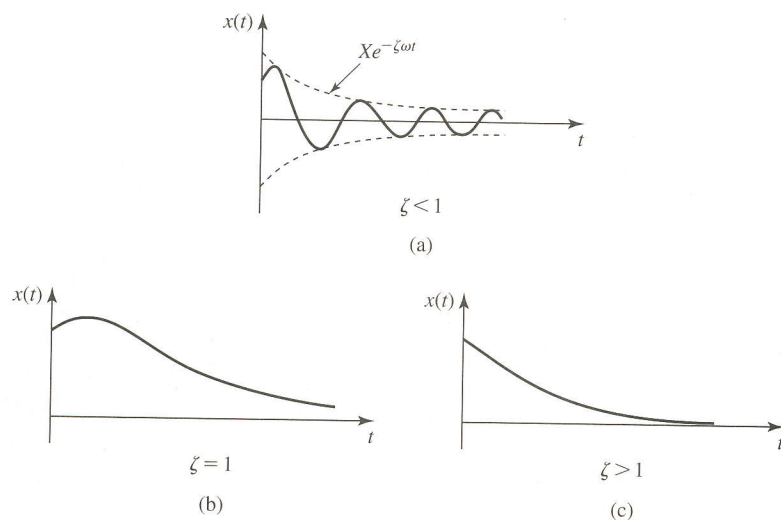 x(t)
Xe^{-ζωt}
t
ζ < 1
(a)
x(t)
t
ζ = 1
(b)
x(t)
t
ζ > 1
(c)